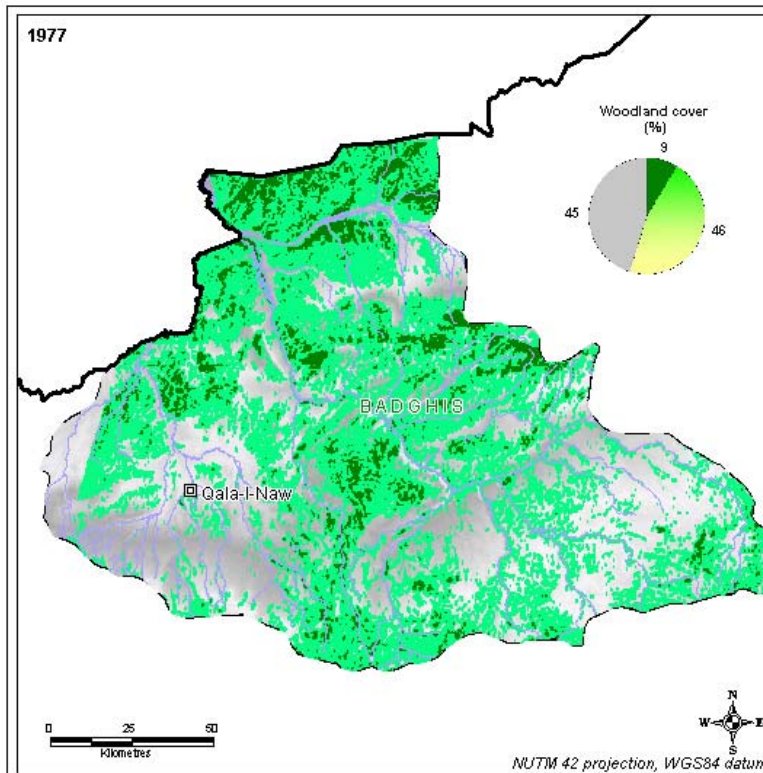 1977
Woodland cover
(%)
9
45
46
BADGHIS
Qala-I-Naw
0 25 50
Kilometres
N
W E
S
NUTM 42 projection, WGS84 datum